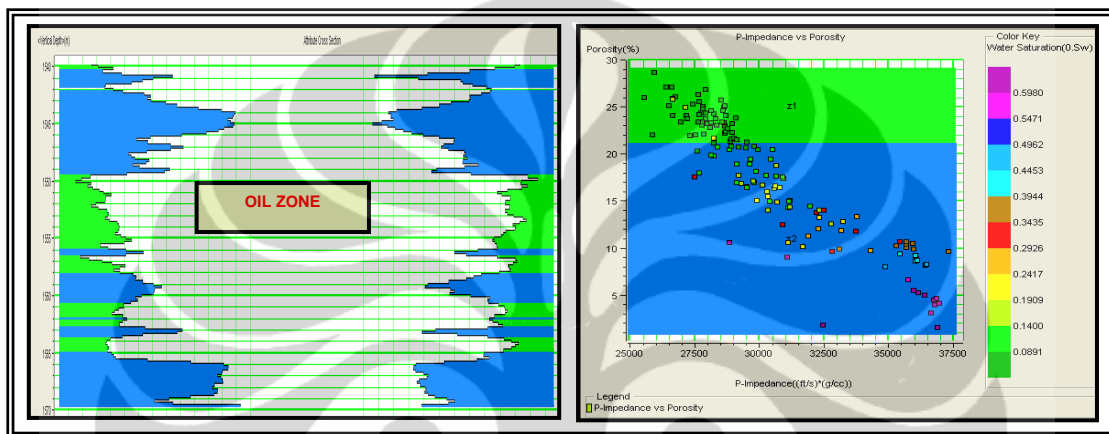 <Vertical Depth>(m)
Attribute Cross Section
1540
1545
1550
1555
1560
1565
1570
OIL ZONE
P-Impedance vs Porosity
Porosity(%)
30
25
20
15
10
5
z1
z2
25000 27500 30000 32500 35000 37500
P-Impedance((ft/s)*(g/cc))
Legend
P-Impedance vs Porosity
Color Key
Water Saturation(0.Sw)
0.5980
0.5471
0.4962
0.4453
0.3944
0.3435
0.2926
0.2417
0.1909
0.1400
0.0891